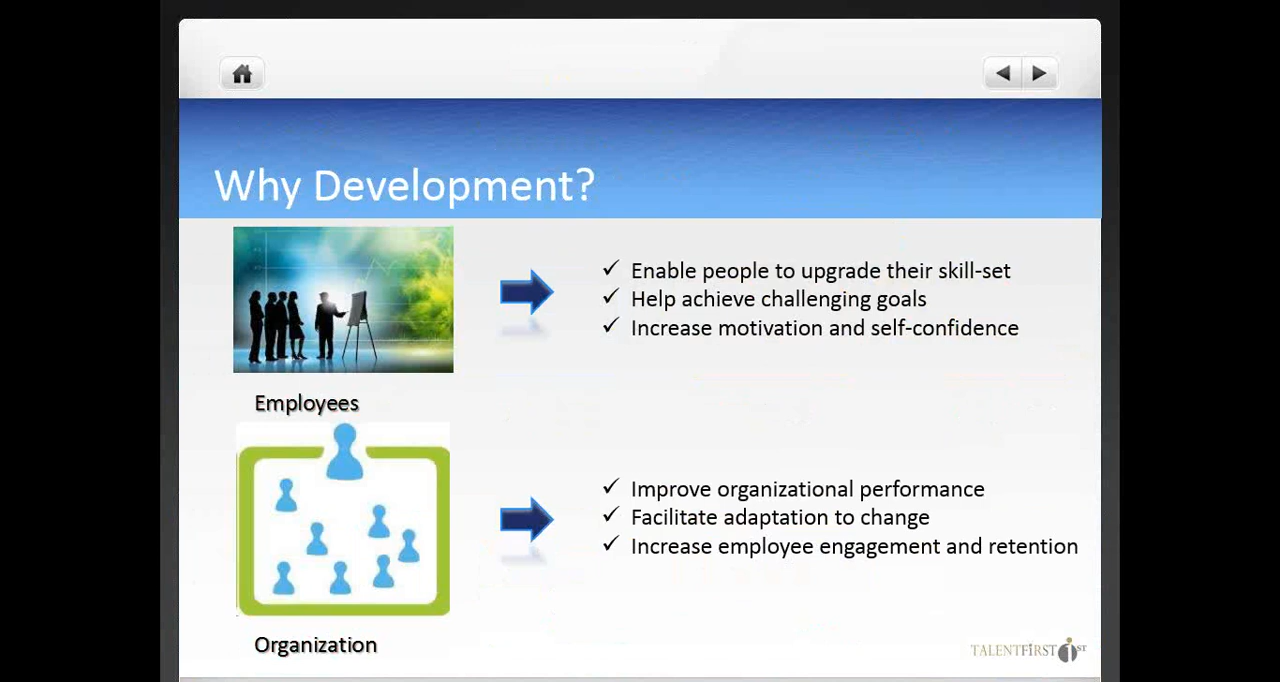 Why Development?
Enable people to upgrade their skill-set
Help achieve challenging goals
Increase motivation and self-confidence
Employees
Improve organizational performance
Facilitate adaptation to change
Increase employee engagement and retention
Organization
TALENTFiRST 1ST